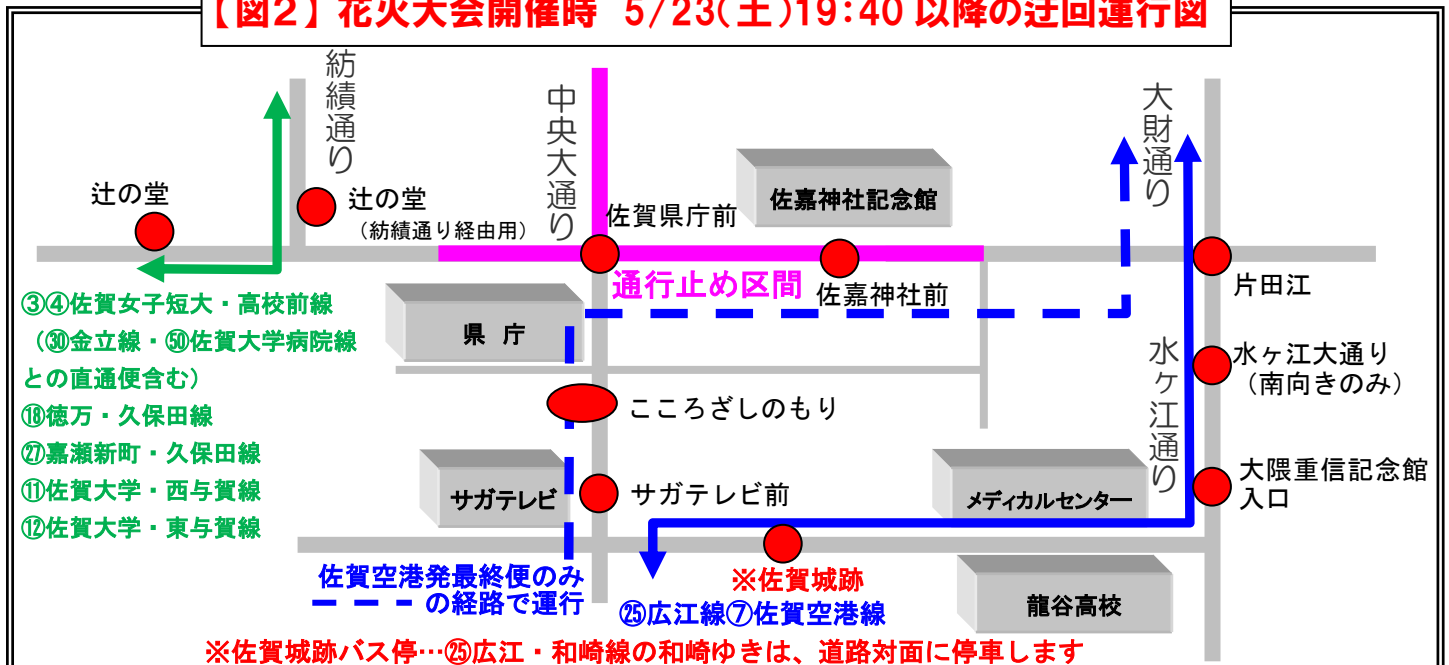 【図2】花火大会開催時 5/23(土)19:40以降の迂回運行図
紡績通り
中央大通り
大財通り
辻の堂
辻の堂
（紡績通り経由用）
佐賀県庁前
佐嘉神社記念館
通行止め区間
佐嘉神社前
片田江
③④佐賀女子短大・高校前線
（㉚金立線・㊿佐賀大学病院線
との直通便含む）
⑱徳万・久保田線
㉗嘉瀬新町・久保田線
⑪佐賀大学・西与賀線
⑫佐賀大学・東与賀線
県 庁
水ヶ江通り
水ヶ江大通り
（南向きのみ）
こころざしのもり
サガテレビ
サガテレビ前
メディカルセンター
大隈重信記念館
入口
佐賀空港発最終便のみ
の経路で運行
※佐賀城跡
㉕広江線⑦佐賀空港線
龍谷高校
※佐賀城跡バス停…㉕広江・和崎線の和崎ゆきは、道路対面に停車します